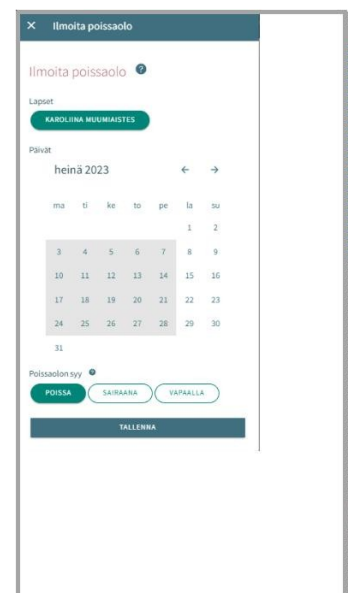 × Ilmoita poissaolo
Ilmoita poissaolo ?
Lapset
KAROLIINA MUUMIAISTES
Päivät
heinä 2023 ← →
ma ti ke to pe la su
1 2
3 4 5 6 7 8 9
10 11 12 13 14 15 16
17 18 19 20 21 22 23
24 25 26 27 28 29 30
31
Poissaolon syy ?
POISSA SAIRAANA VAPAALLA
TALLENNA